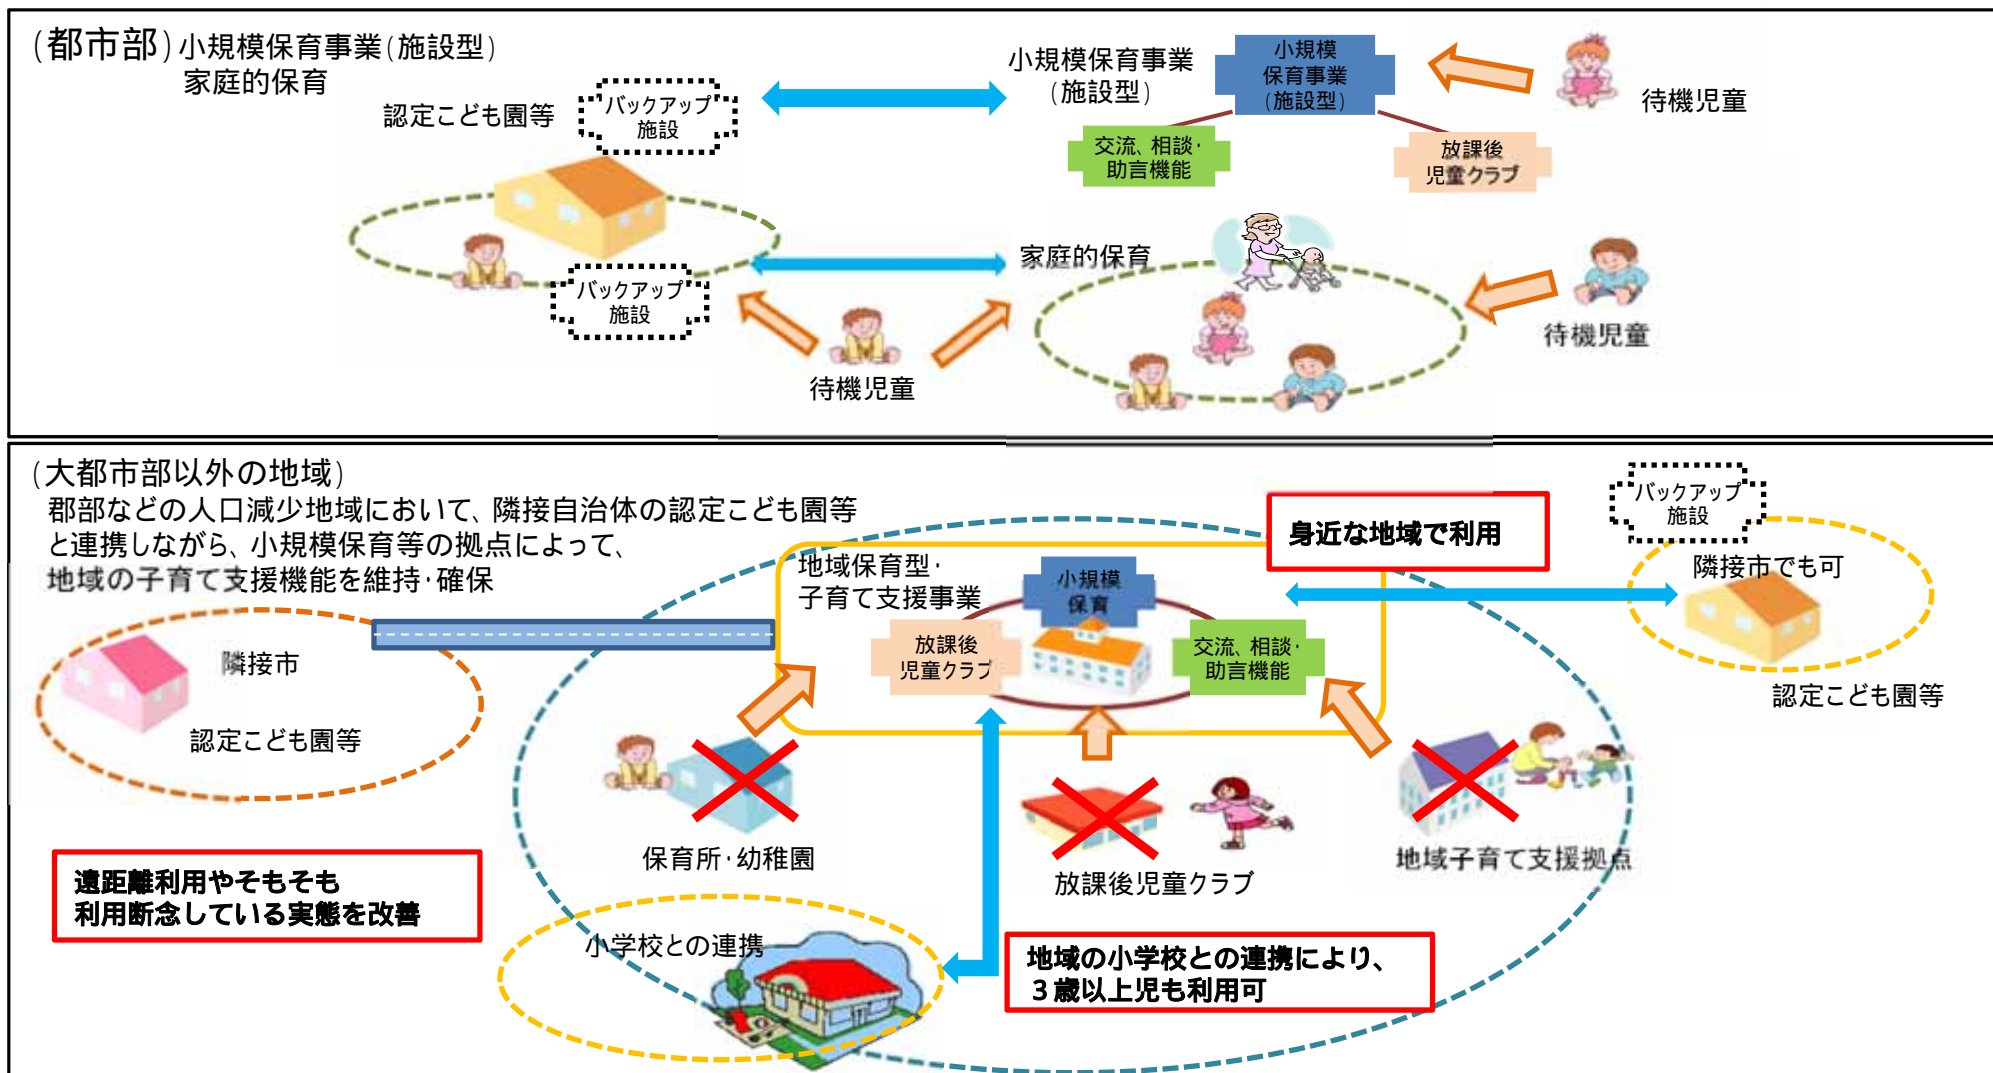 (都市部)小規模保育事業(施設型)
家庭的保育
認定こども園等
バックアップ
施設
小規模保育事業
(施設型)
小規模
保育事業
(施設型)
待機児童
交流、相談・
助言機能
放課後
児童クラブ
家庭的保育
バックアップ
施設
待機児童
待機児童
(大都市部以外の地域)
郡部などの人口減少地域において、隣接自治体の認定こども園等
と連携しながら、小規模保育等の拠点によって、
地域の子育て支援機能を維持・確保
バックアップ
施設
身近な地域で利用
隣接市でも可
認定こども園等
地域保育型・
子育て支援事業
小規模
保育
放課後
児童クラブ
交流、相談・
助言機能
隣接市
認定こども園等
保育所・幼稚園
放課後児童クラブ
地域子育て支援拠点
遠距離利用やそもそも
利用断念している実態を改善
小学校との連携
地域の小学校との連携により、
3歳以上児も利用可